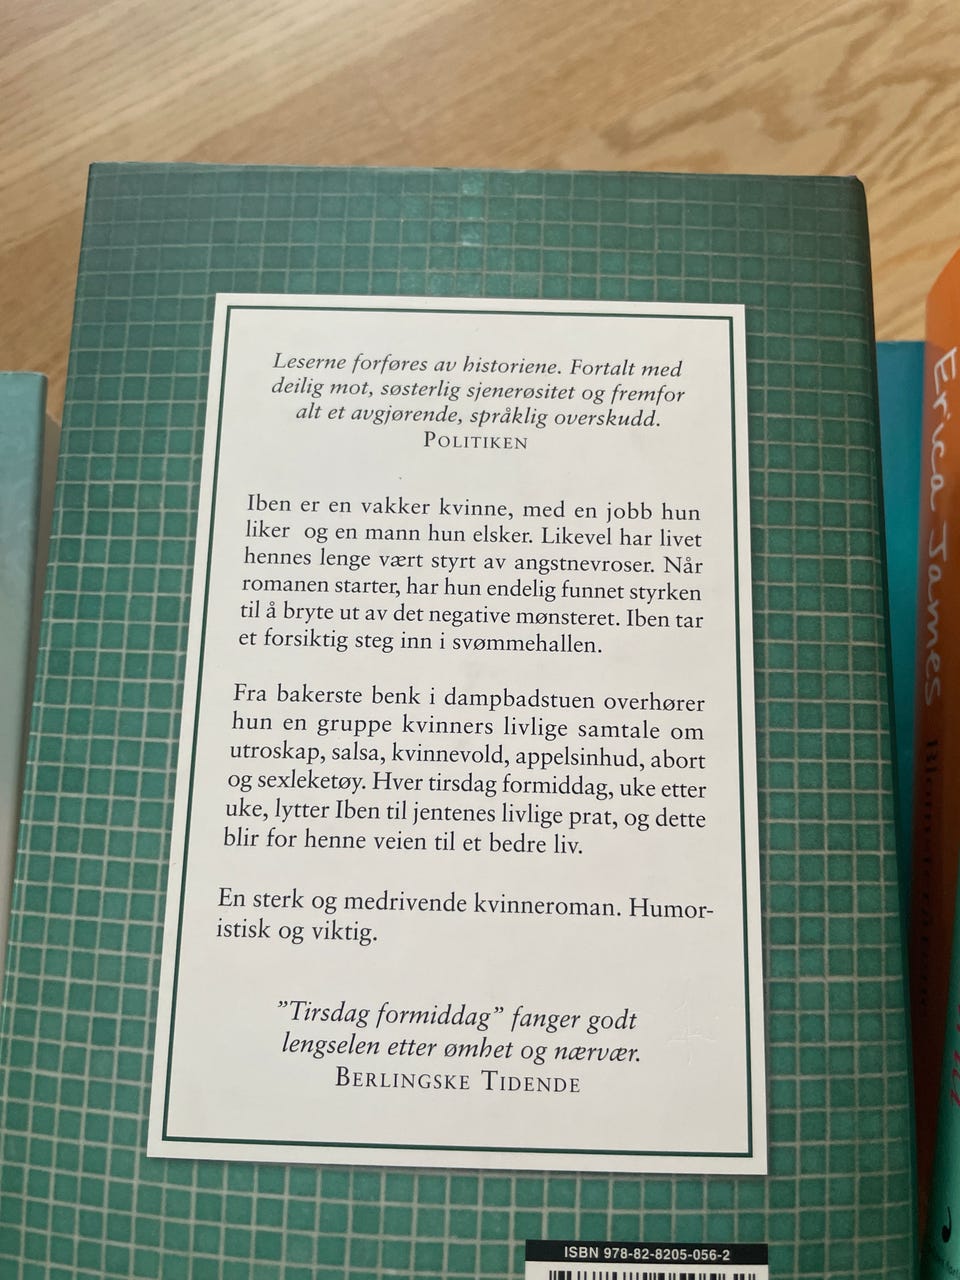 Leserne forføres av historiene. Fortalt med
deilig mot, søsterlig sjenerøsitet og fremfor
alt et avgjørende, språklig overskudd.
POLITIKEN
Iben er en vakker kvinne, med en jobb hun
liker og en mann hun elsker. Likevel har livet
hennes lenge vært styrt av angstnevroser. Når
romanen starter, har hun endelig funnet styrken
til å bryte ut av det negative mønsteret. Iben tar
et forsiktig steg inn i svømmehallen.
Fra bakerste benk i dampbadstuen overhører
hun en gruppe kvinners livlige samtale om
utroskap, salsa, kvinnevold, appelsinhud, abort
og sexleketøy. Hver tirsdag formiddag, uke etter
uke, lytter Iben til jentenes livlige prat, og dette
blir for henne veien til et bedre liv.
En sterk og medrivende kvinneroman. Humor-
istisk og viktig.
”Tirsdag formiddag” fanger godt
lengselen etter ømhet og nærvær.
BERLINGSKE TIDENDE
ISBN 978-82-8205-056-2
Erica James